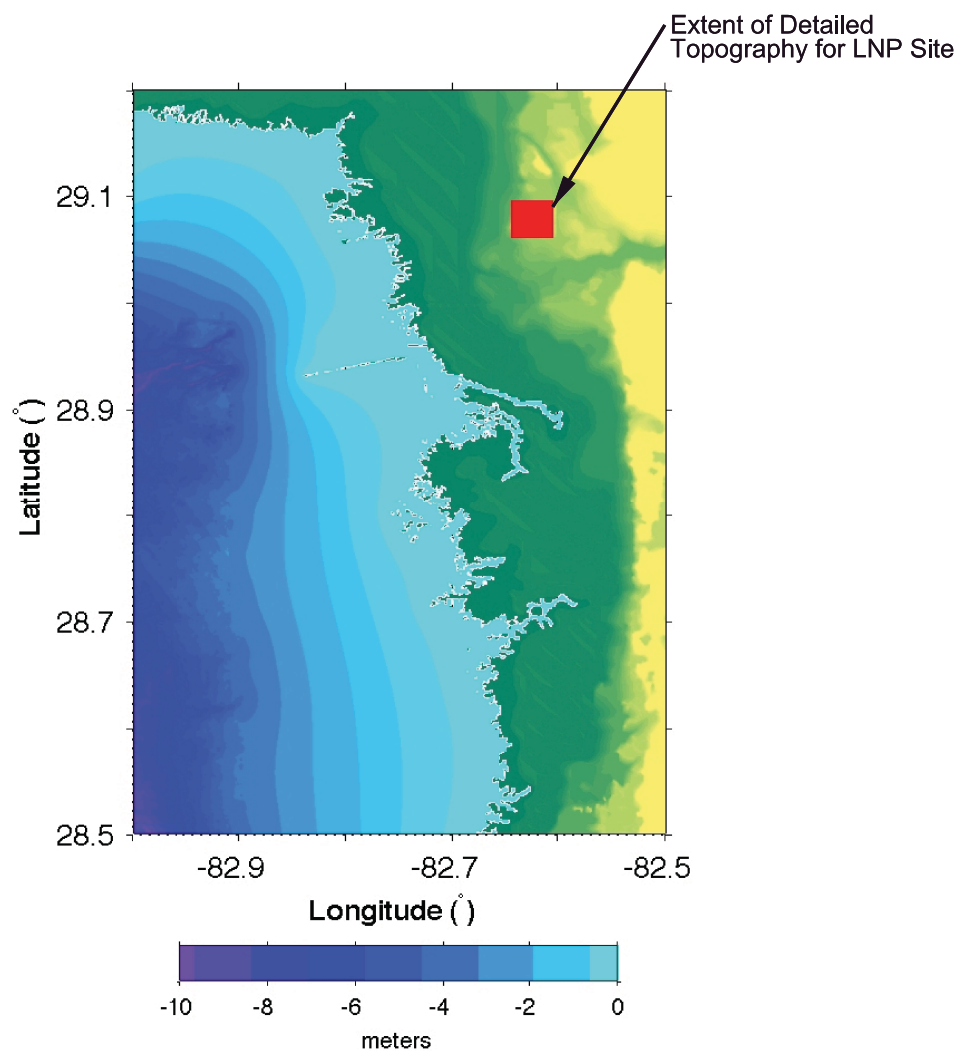 Extent of Detailed
Topography for LNP Site
29.1
28.9
28.7
28.5
Latitude (°)
-82.9 -82.7 -82.5
Longitude (°)
-10 -8 -6 -4 -2 0
meters